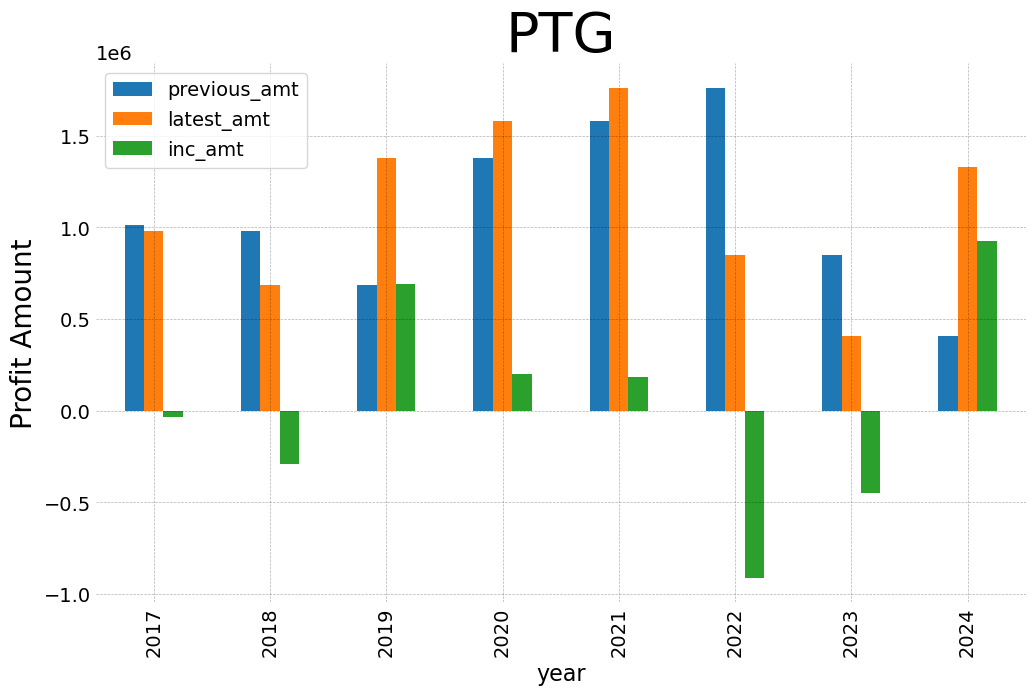 PTG
1e6
previous_amt
latest_amt
inc_amt
1.5
1.0
0.5
0.0
−0.5
−1.0
Profit Amount
2017 2018 2019 2020 2021 2022 2023 2024
year